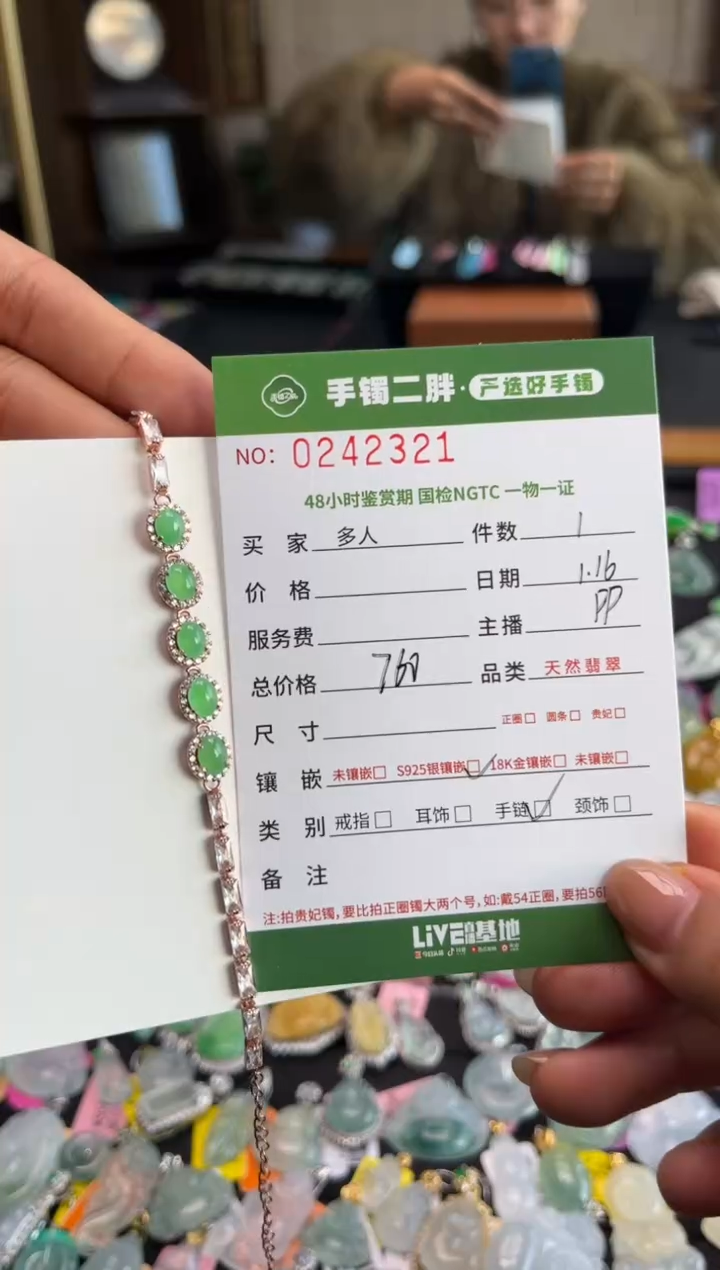 手镯二胖·严选好手镯
NO: 0242321
48小时鉴赏期 国检NGTC 一物一证
买 家 多人 件数 1
价 格 日期 1.16
服务费 主播 PP
总价格 760 品类 天然翡翠
尺 寸 正圈□ 圆条□ 贵妃□
镶 嵌 未镶嵌□ S925银镶嵌☑ 18K金镶嵌□ 未镶嵌□
类 别 戒指□ 耳饰□ 手链☑ 颈饰□
备 注
注:拍贵妃镯,要比拍正圈镯大两个号,如:戴54正圈,要拍56
LiVE 基地